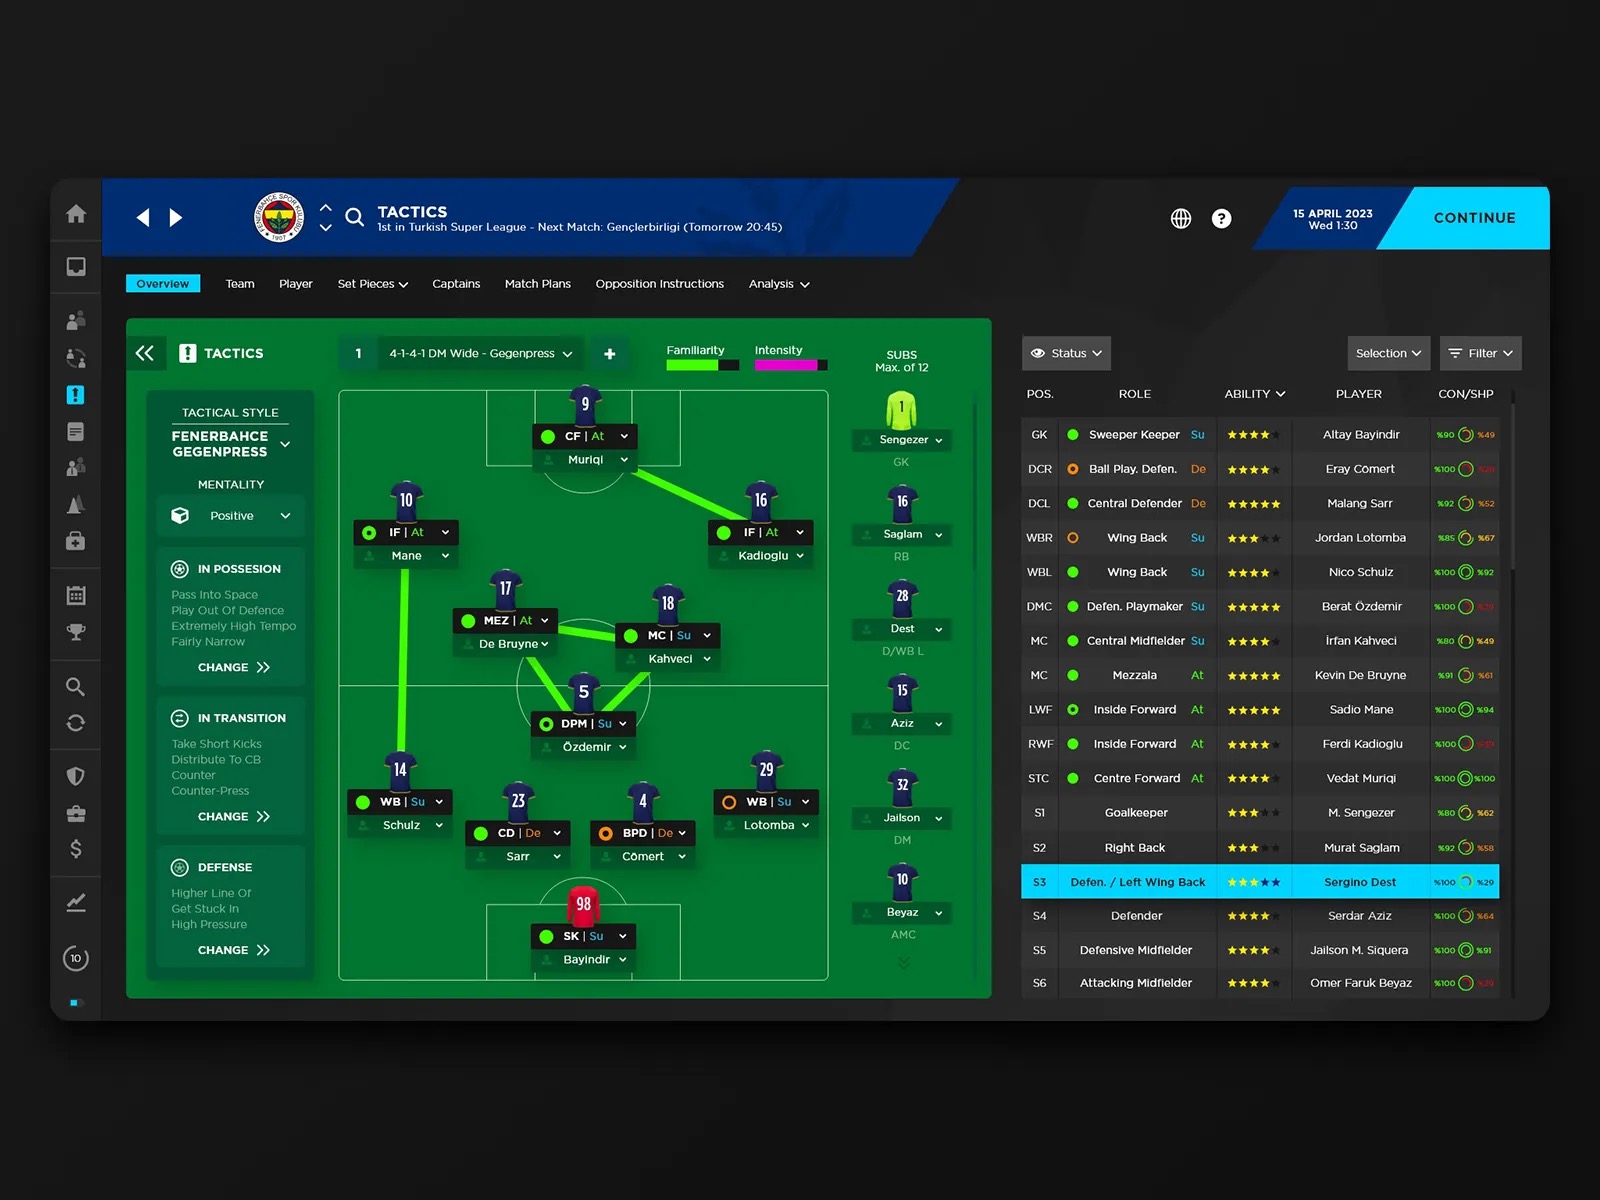 FENERBAHÇE SPOR KULÜBÜ
1907
TACTICS
1st in Turkish Super League - Next Match: Gençlerbirligi (Tomorrow 20:45)
15 APRIL 2023
Wed 1:30
CONTINUE
Overview
Team
Player
Set Pieces
Captains
Match Plans
Opposition Instructions
Analysis
TACTICS
1
4-1-4-1 DM Wide - Gegenpress
Familiarity
Intensity
SUBS
Max. of 12
TACTICAL STYLE
FENERBAHCE
GEGENPRESS
MENTALITY
Positive
IN POSSESION
Pass Into Space
Play Out Of Defence
Extremely High Tempo
Fairly Narrow
CHANGE
IN TRANSITION
Take Short Kicks
Distribute To CB
Counter
Counter-Press
CHANGE
DEFENSE
Higher Line Of
Get Stuck In
High Pressure
CHANGE
10
9
CF | At
Muriqi
10
IF | At
Mane
16
IF | At
Kadioglu
17
MEZ | At
De Bruyne
18
MC | Su
Kahveci
5
DPM | Su
Özdemir
14
WB | Su
Schulz
23
CD | De
Sarr
4
BPD | De
Cömert
29
WB | Su
Lotomba
98
SK | Su
Bayindir
1
Sengezer
GK
16
Saglam
RB
28
Dest
D/WB L
15
Aziz
DC
32
Jailson
DM
10
Beyaz
AMC
Status
Selection
Filter
POS. ROLE ABILITY PLAYER CON/SHP
GK Sweeper Keeper Su Altay Bayindir %90 %49
DCR Ball Play. Defen. De Eray Cömert %100
DCL Central Defender De Malang Sarr %92 %52
WBR Wing Back Su Jordan Lotomba %85 %67
WBL Wing Back Su Nico Schulz %100 %92
DMC Defen. Playmaker Su Berat Özdemir %100
MC Central Midfielder Su İrfan Kahveci %80 %49
MC Mezzala At Kevin De Bruyne %91 %61
LWF Inside Forward At Sadio Mane %100 %94
RWF Inside Forward At Ferdi Kadioglu %100
STC Centre Forward At Vedat Muriqi %100 %100
S1 Goalkeeper M. Sengezer %80 %62
S2 Right Back Murat Saglam %92 %58
S3 Defen. / Left Wing Back Sergino Dest %100 %29
S4 Defender Serdar Aziz %100 %64
S5 Defensive Midfielder Jailson M. Siquera %100 %91
S6 Attacking Midfielder Omer Faruk Beyaz %100